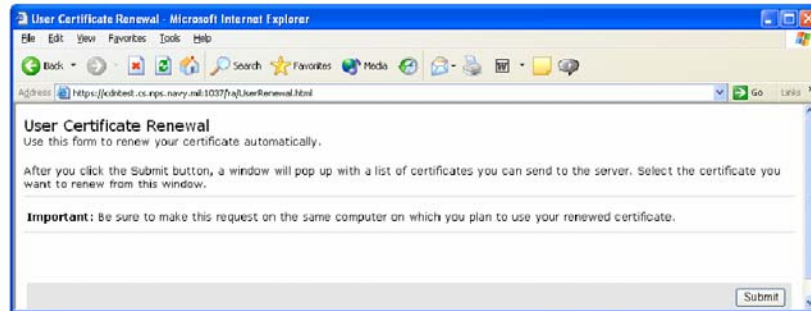 User Certificate Renewal - Microsoft Internet Explorer
File Edit View Favorites Tools Help
Back Search Favorites Media
Address https://cdntest.cs.nps.navy.mil:1037/ra/UserRenewal.html Go Links
User Certificate Renewal
Use this form to renew your certificate automatically.
After you click the Submit button, a window will pop up with a list of certificates you can send to the server. Select the certificate you
want to renew from this window.
Important: Be sure to make this request on the same computer on which you plan to use your renewed certificate.
Submit